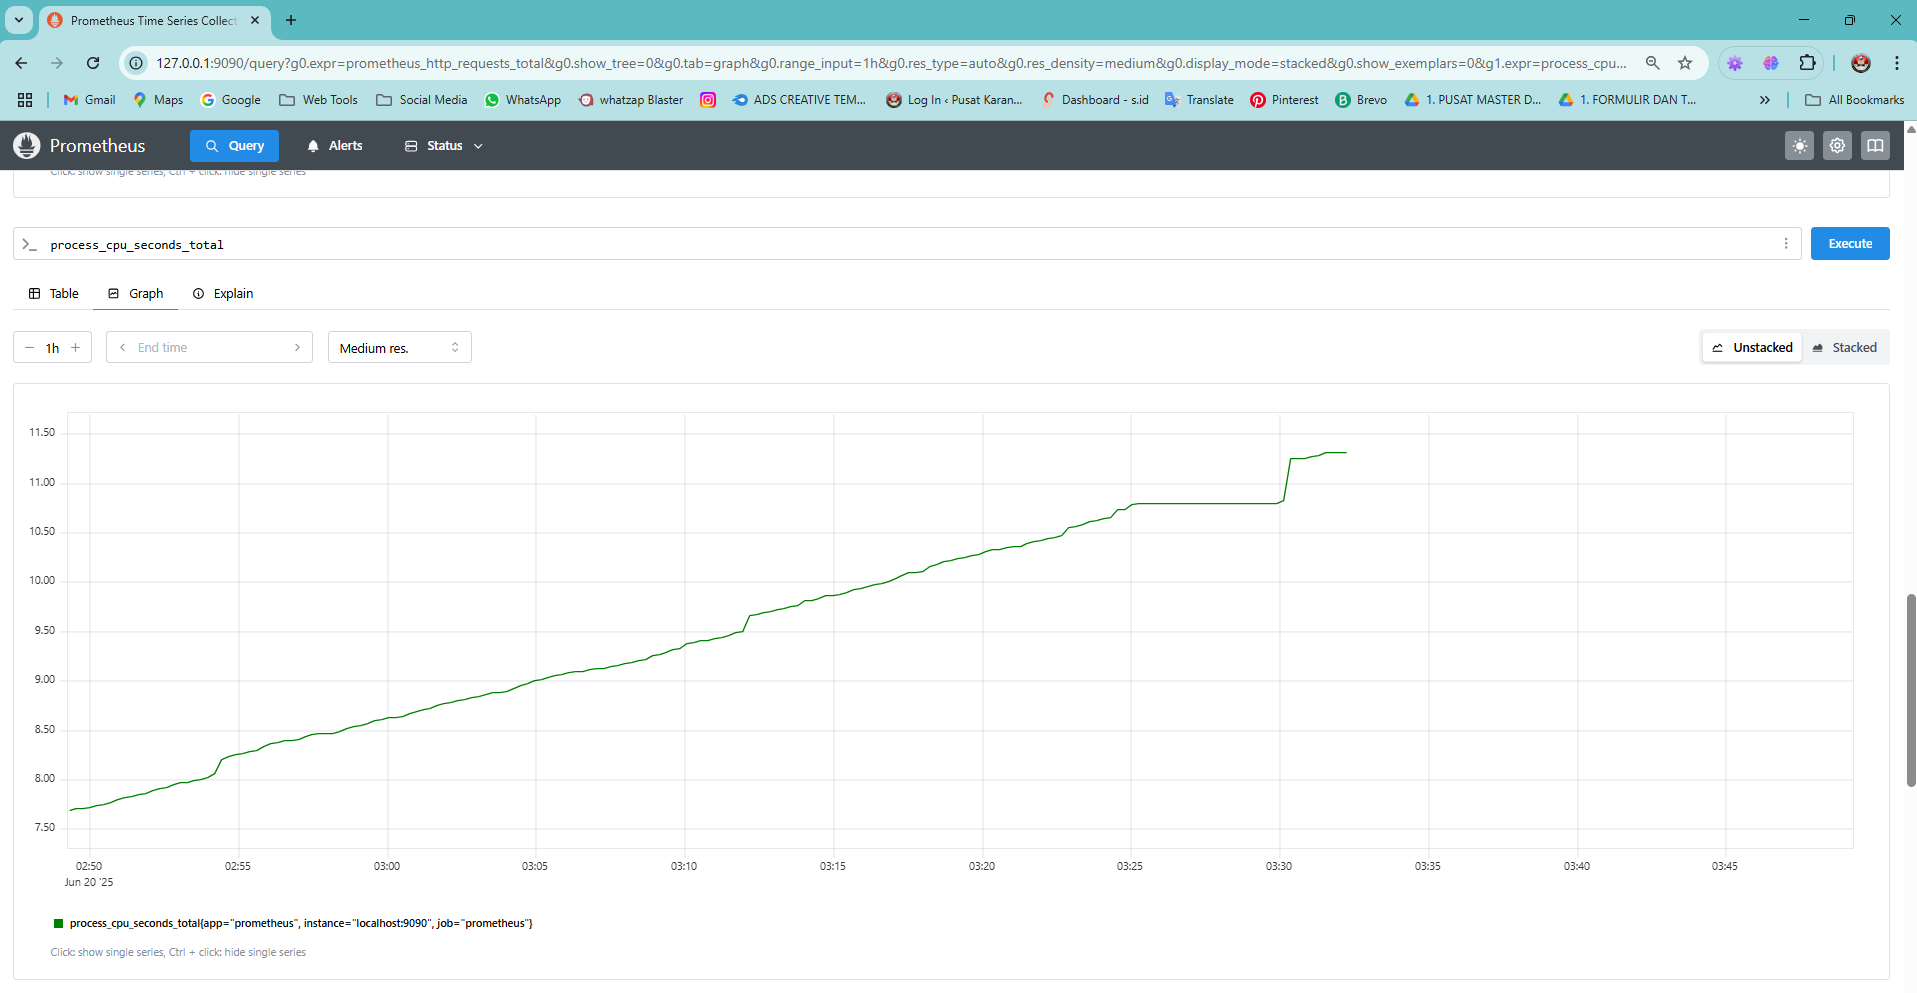 Prometheus Time Series Collect
127.0.0.1:9090/query?g0.expr=prometheus_http_requests_total&g0.show_tree=0&g0.tab=graph&g0.range_input=1h&g0.res_type=auto&g0.res_density=medium&g0.display_mode=stacked&g0.show_exemplars=0&g1.expr=process_cpu...
Gmail Maps Google Web Tools Social Media WhatsApp whatzap Blaster ADS CREATIVE TEM... Log In ‹ Pusat Karan... Dashboard - s.id Translate Pinterest Brevo 1. PUSAT MASTER D... 1. FORMULIR DAN T... » All Bookmarks
Prometheus Query Alerts Status
Click: show single series, Ctrl + click: hide single series
>_ process_cpu_seconds_total Execute
Table Graph Explain
− 1h + End time Medium res. Unstacked Stacked
11.50
11.00
10.50
10.00
9.50
9.00
8.50
8.00
7.50
02:50 02:55 03:00 03:05 03:10 03:15 03:20 03:25 03:30 03:35 03:40 03:45
Jun 20 '25
process_cpu_seconds_total{app="prometheus", instance="localhost:9090", job="prometheus"}
Click: show single series, Ctrl + click: hide single series